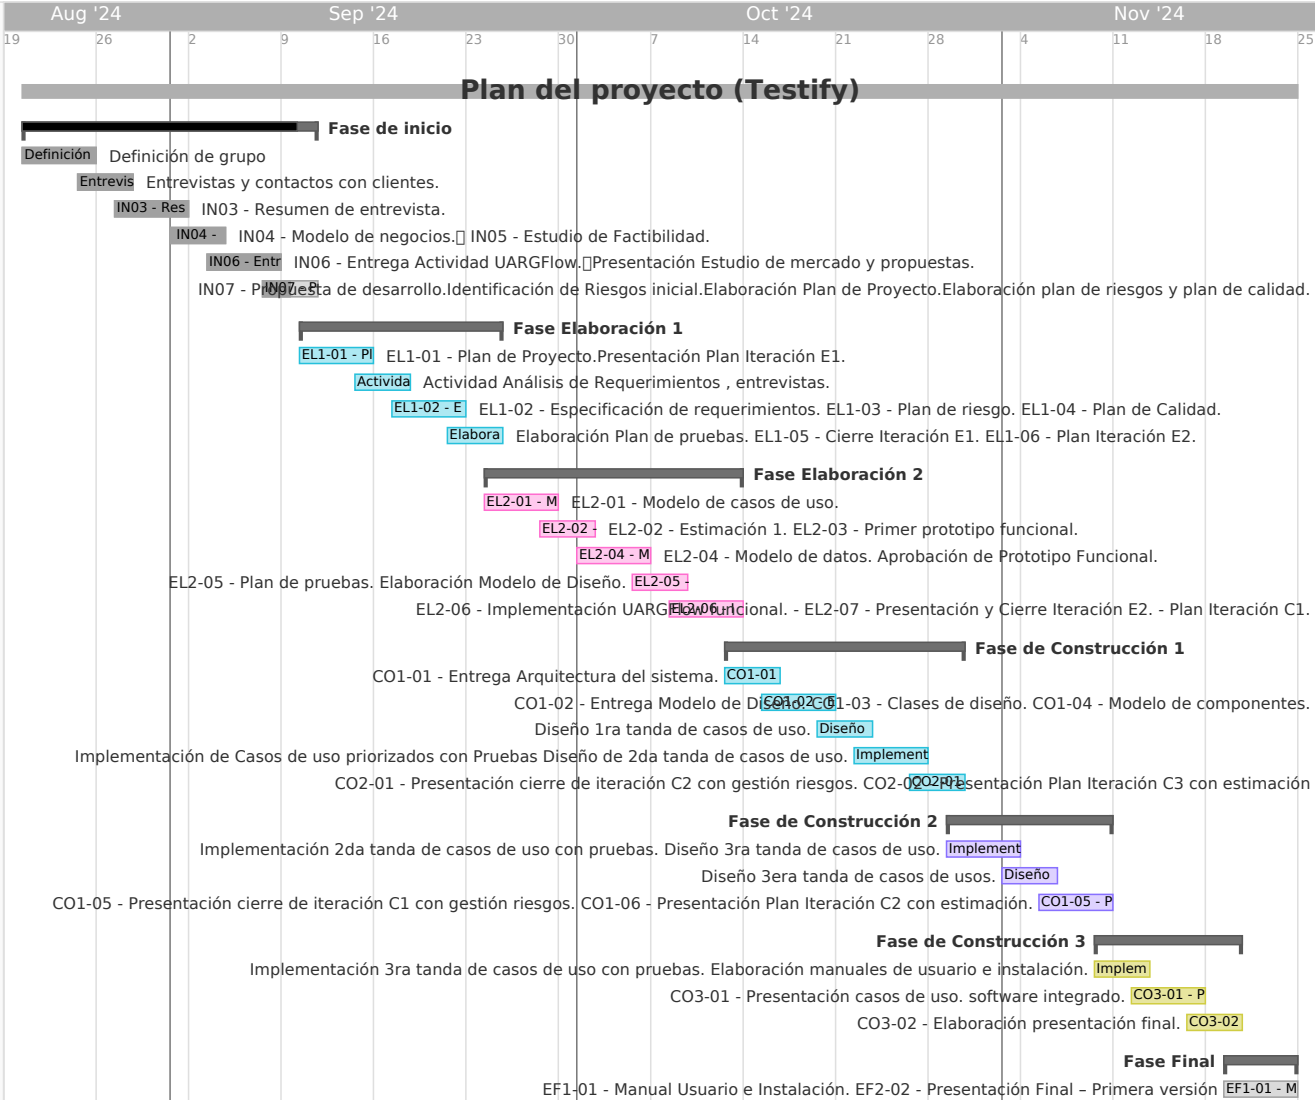 Aug '24 Sep '24 Oct '24 Nov '24
19 26 2 9 16 23 30 7 14 21 28 4 11 18 25
Plan del proyecto (Testify)
Fase de inicio
Definición Definición de grupo
Entrevis Entrevistas y contactos con clientes.
IN03 - Res IN03 - Resumen de entrevista.
IN04 - IN04 - Modelo de negocios. IN05 - Estudio de Factibilidad.
IN06 - Entr IN06 - Entrega Actividad UARGFlow. Presentación Estudio de mercado y propuestas.
IN07 - Propuesta de desarrollo.Identificación de Riesgos inicial.Elaboración Plan de Proyecto.Elaboración plan de riesgos y plan de calidad. IN07 - P
Fase Elaboración 1
EL1-01 - Pl EL1-01 - Plan de Proyecto.Presentación Plan Iteración E1.
Activida Actividad Análisis de Requerimientos , entrevistas.
EL1-02 - E EL1-02 - Especificación de requerimientos. EL1-03 - Plan de riesgo. EL1-04 - Plan de Calidad.
Elabora Elaboración Plan de pruebas. EL1-05 - Cierre Iteración E1. EL1-06 - Plan Iteración E2.
Fase Elaboración 2
EL2-01 - M EL2-01 - Modelo de casos de uso.
EL2-02 - EL2-02 - Estimación 1. EL2-03 - Primer prototipo funcional.
EL2-04 - M EL2-04 - Modelo de datos. Aprobación de Prototipo Funcional.
EL2-05 - Plan de pruebas. Elaboración Modelo de Diseño. EL2-05 -
EL2-06 - Implementación UARGFlow funcional. - EL2-07 - Presentación y Cierre Iteración E2. - Plan Iteración C1. EL2-06 - I
Fase de Construcción 1
CO1-01 - Entrega Arquitectura del sistema. CO1-01
CO1-02 - Entrega Modelo de Diseño. CO1-03 - Clases de diseño. CO1-04 - Modelo de componentes. CO1-02 - E
Diseño 1ra tanda de casos de uso. Diseño
Implementación de Casos de uso priorizados con Pruebas Diseño de 2da tanda de casos de uso. Implement
CO2-01 - Presentación cierre de iteración C2 con gestión riesgos. CO2-02 - Presentación Plan Iteración C3 con estimación CO2-01
Fase de Construcción 2
Implementación 2da tanda de casos de uso con pruebas. Diseño 3ra tanda de casos de uso. Implement
Diseño 3era tanda de casos de usos. Diseño
CO1-05 - Presentación cierre de iteración C1 con gestión riesgos. CO1-06 - Presentación Plan Iteración C2 con estimación. CO1-05 - P
Fase de Construcción 3
Implementación 3ra tanda de casos de uso con pruebas. Elaboración manuales de usuario e instalación. Implem
CO3-01 - Presentación casos de uso. software integrado. CO3-01 - P
CO3-02 - Elaboración presentación final. CO3-02
Fase Final
EF1-01 - Manual Usuario e Instalación. EF2-02 - Presentación Final – Primera versión EF1-01 - M